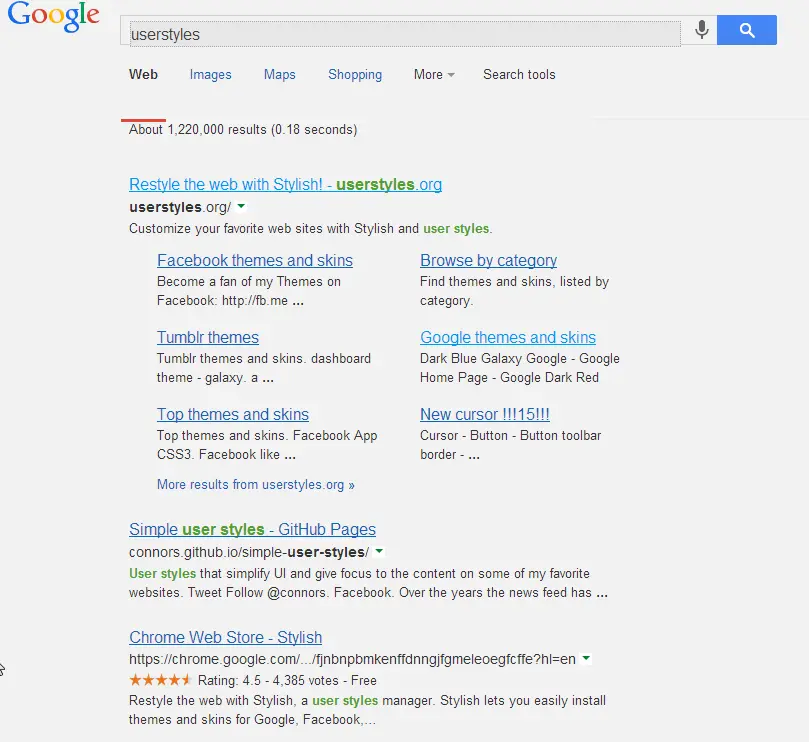 Google
userstyles
Web Images Maps Shopping More Search tools
About 1,220,000 results (0.18 seconds)
Restyle the web with Stylish! - userstyles.org
userstyles.org/
Customize your favorite web sites with Stylish and user styles.
Facebook themes and skins
Become a fan of my Themes on
Facebook: http://fb.me ...
Browse by category
Find themes and skins, listed by
category.
Tumblr themes
Tumblr themes and skins. dashboard
theme - galaxy. a ...
Google themes and skins
Dark Blue Galaxy Google - Google
Home Page - Google Dark Red
Top themes and skins
Top themes and skins. Facebook App
CSS3. Facebook like ...
New cursor !!!15!!!
Cursor - Button - Button toolbar
border - ...
More results from userstyles.org »
Simple user styles - GitHub Pages
connors.github.io/simple-user-styles/
User styles that simplify UI and give focus to the content on some of my favorite
websites. Tweet Follow @connors. Facebook. Over the years the news feed has ...
Chrome Web Store - Stylish
https://chrome.google.com/.../fjnbnpbmkenffdnngjfgmeleoegfcffe?hl=en
Rating: 4.5 - 4,385 votes - Free
Restyle the web with Stylish, a user styles manager. Stylish lets you easily install
themes and skins for Google, Facebook,...